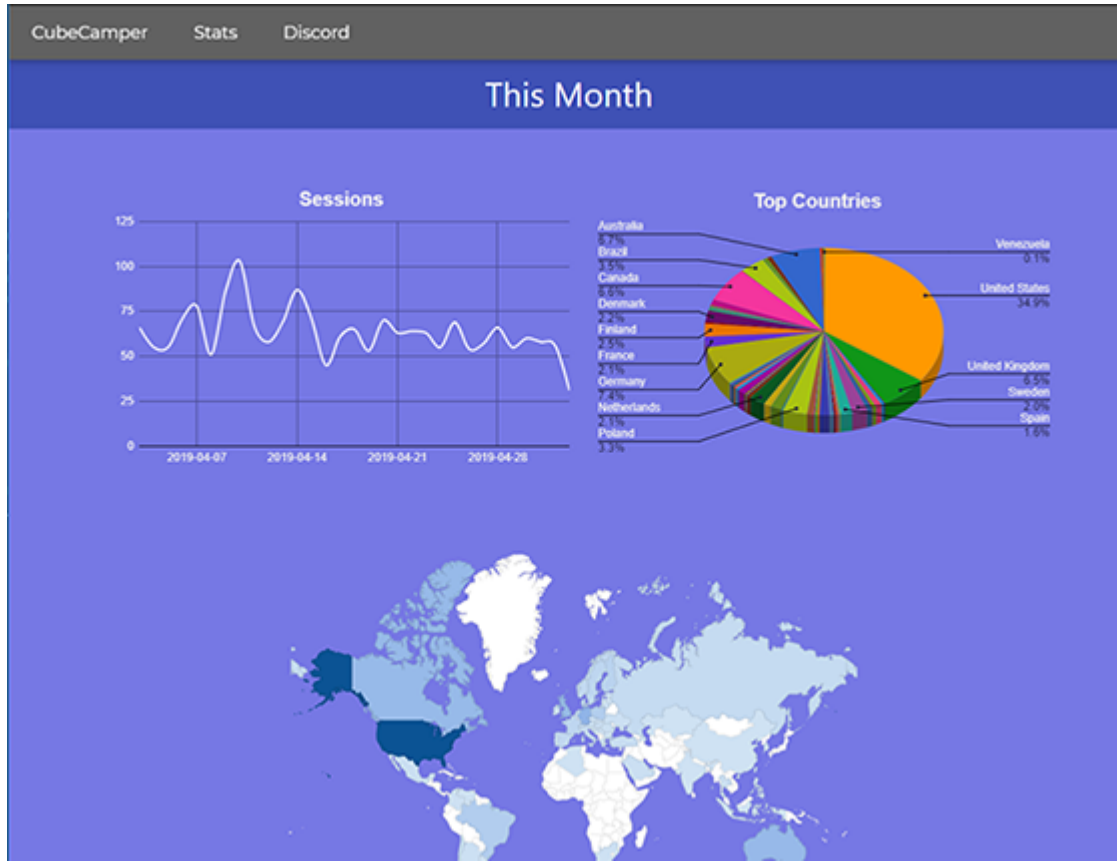 CubeCamper Stats Discord
This Month
Sessions
125
100
75
50
25
0
2019-04-07 2019-04-14 2019-04-21 2019-04-28
Top Countries
Australia
6.7%
Brazil
3.5%
Canada
6.6%
Denmark
2.2%
Finland
2.5%
France
2.1%
Germany
7.4%
Netherlands
2.1%
Poland
3.3%
Venezuela
0.1%
United States
34.9%
United Kingdom
6.5%
Sweden
2.0%
Spain
1.6%